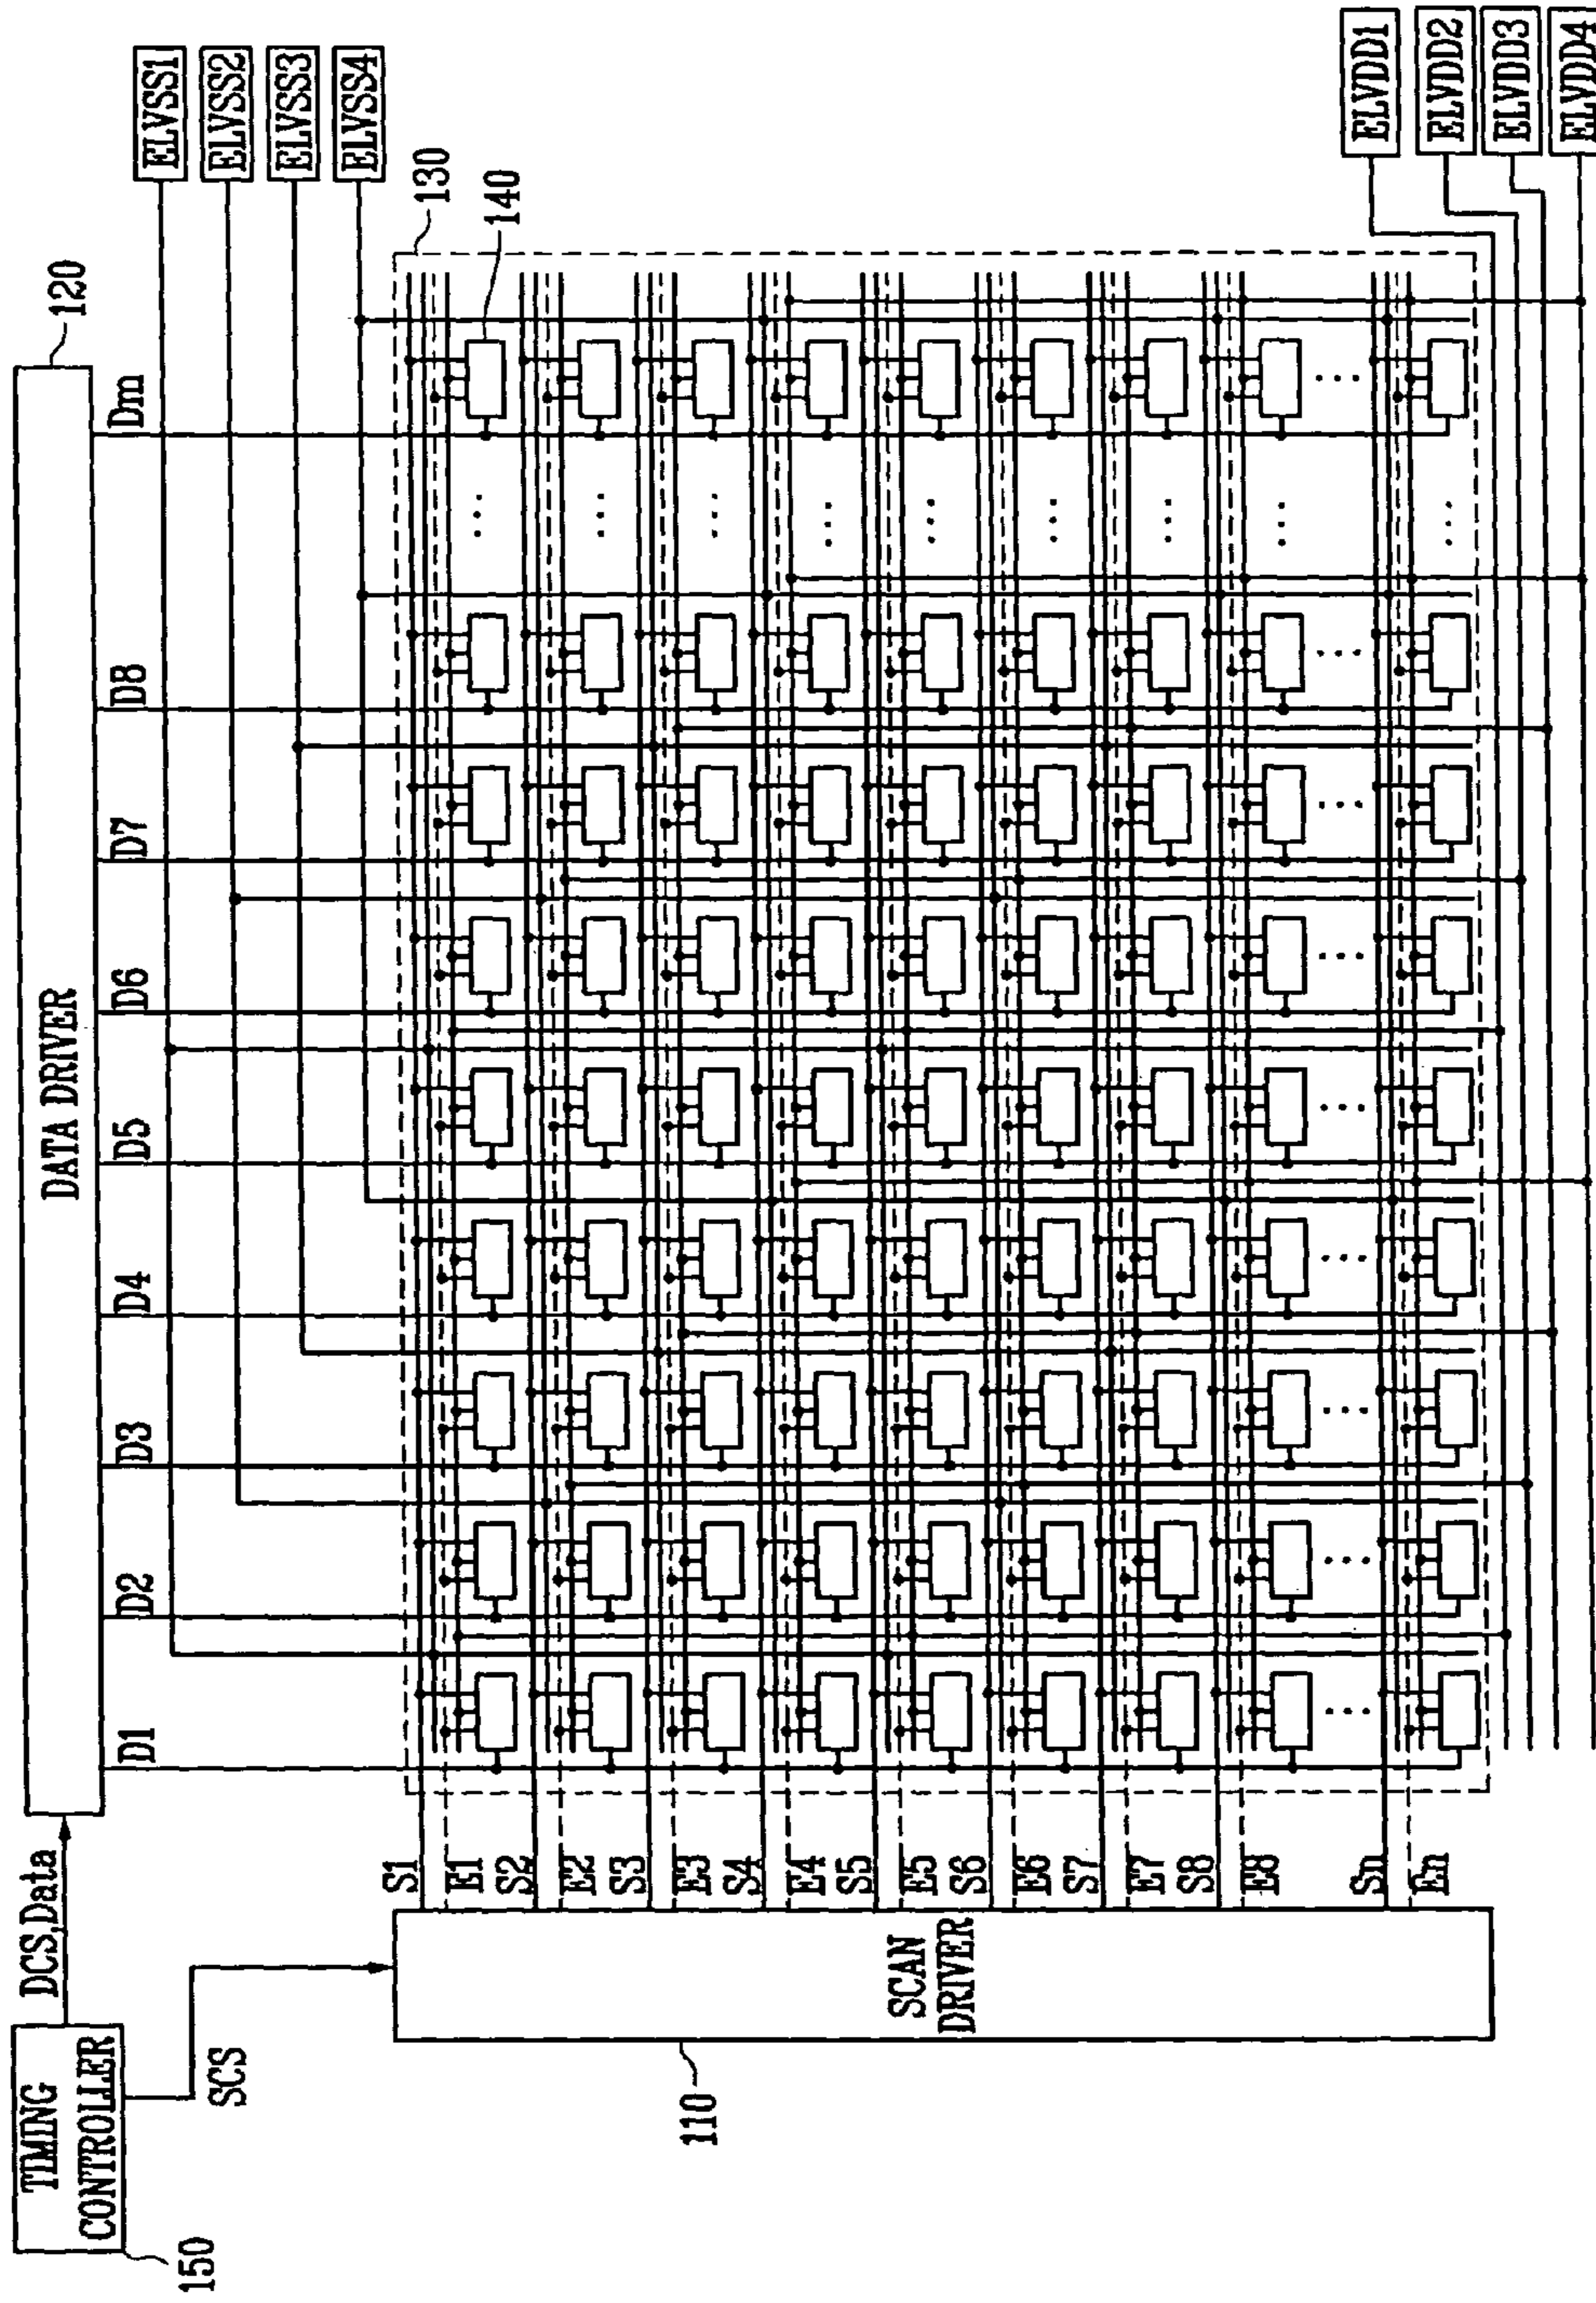 TIMING
CONTROLLER
150
DCS,Data
SCS
DATA DRIVER
120
ELVSS1
ELVSS2
ELVSS3
ELVSS4
D1
D2
D3
D4
D5
D6
D7
D8
Dm
130
140
SCAN
DRIVER
110
S1
E1
S2
E2
S3
E3
S4
E4
S5
E5
S6
E6
S7
E7
S8
E8
Sn
En
ELVDD1
ELVDD2
ELVDD3
ELVDD4